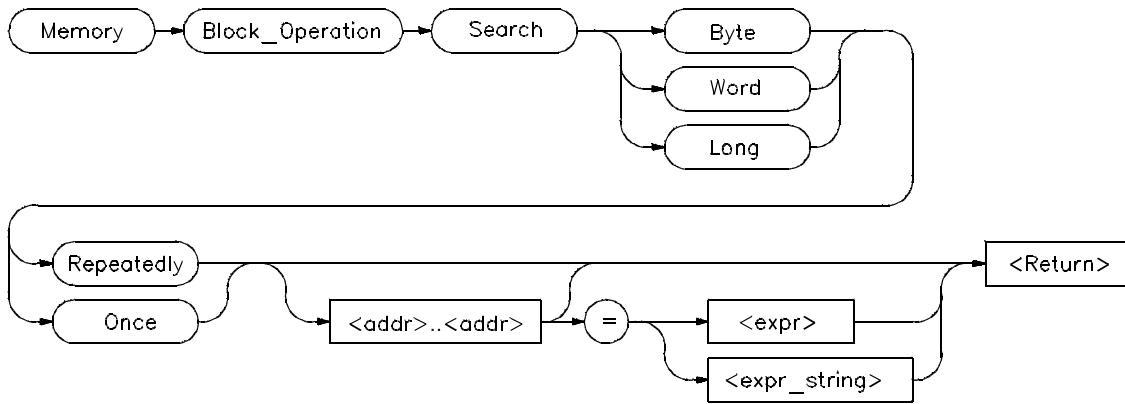 Memory
Block_Operation
Search
Byte
Word
Long
Repeatedly
<Return>
Once
<addr>..<addr>
=
<expr>
<expr_string>